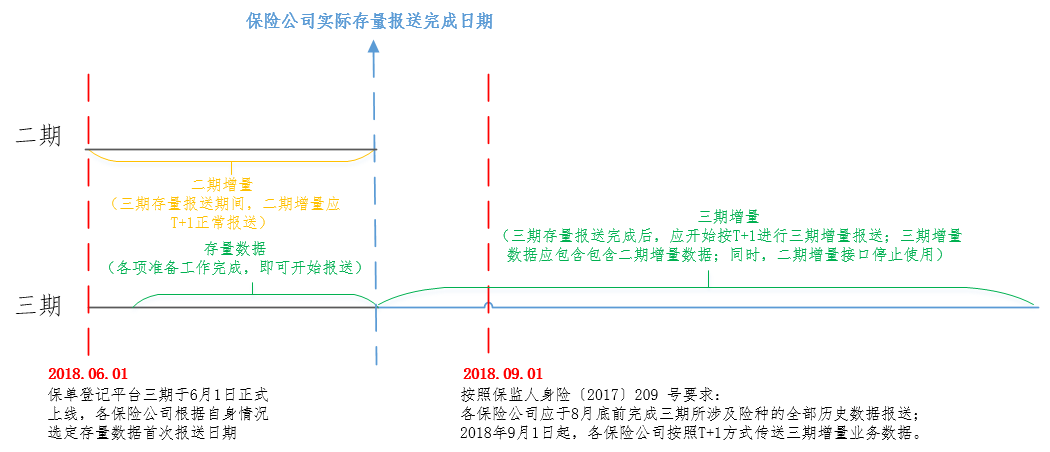 保险公司实际存量报送完成日期
二期
二期增量
（三期存量报送期间，二期增量应
T+1正常报送）
存量数据
（各项准备工作完成，即可开始报送）
三期增量
（三期存量报送完成后，应开始按T+1进行三期增量报送；三期增量
数据应包含包含二期增量数据；同时，二期增量接口停止使用）
三期
2018.06.01
保单登记平台三期于6月1日正式
上线，各保险公司根据自身情况
选定存量数据首次报送日期
2018.09.01
按照保监人身险〔2017〕209 号要求：
各保险公司应于8月底前完成三期所涉及险种的全部历史数据报送；
2018年9月1日起，各保险公司按照T+1方式传送三期增量业务数据。